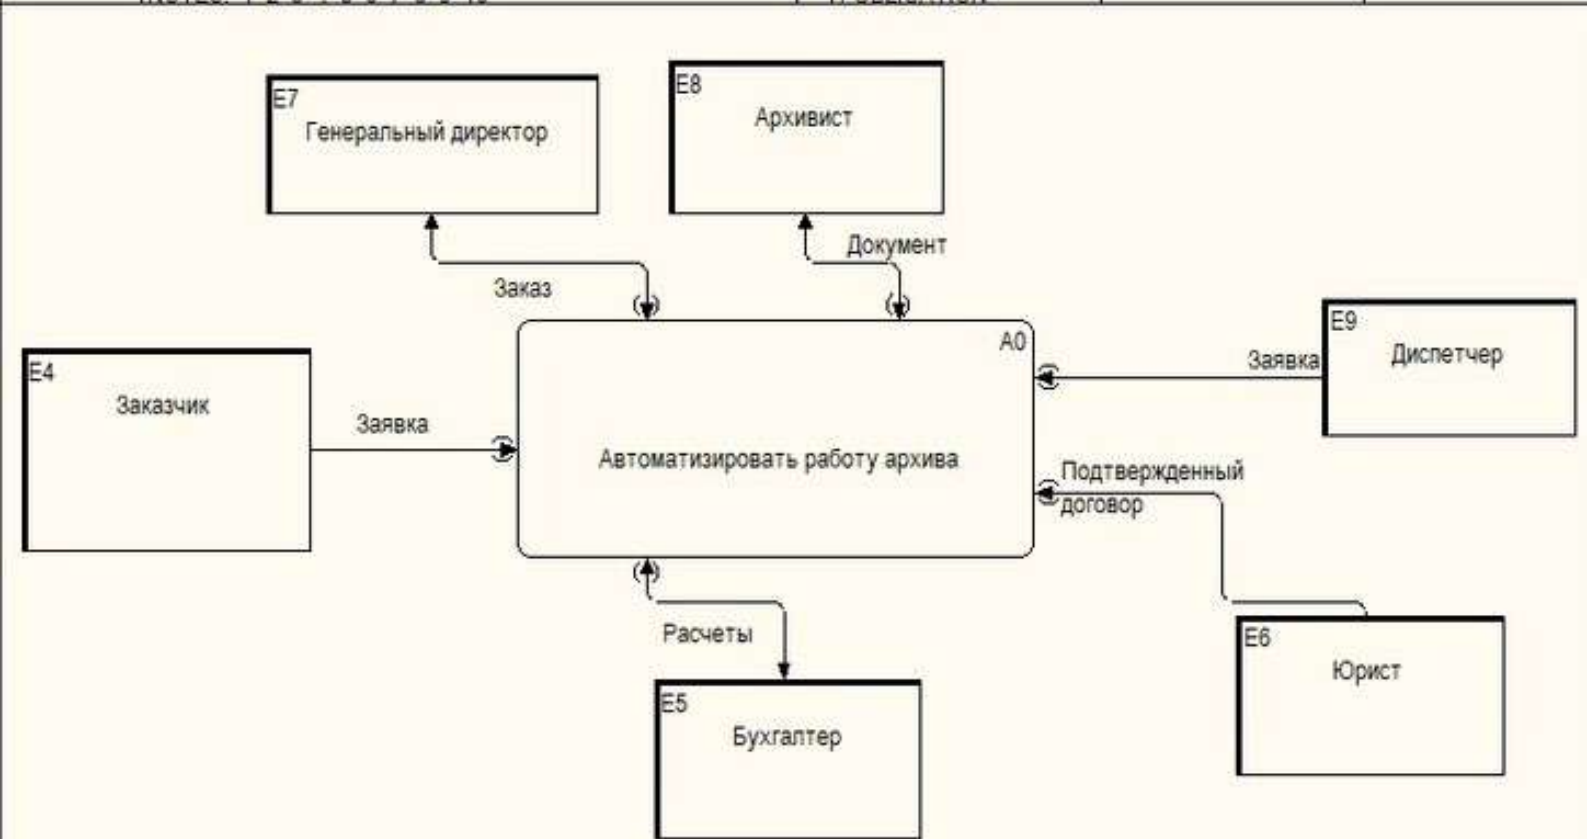 E7
Генеральный директор
E8
Архивист
Документ
Заказ
E9
Диспетчер
A0
Заявка
E4
Заказчик
Заявка
Автоматизировать работу архива
Подтвержденный
договор
Расчеты
E6
Юрист
E5
Бухгалтер